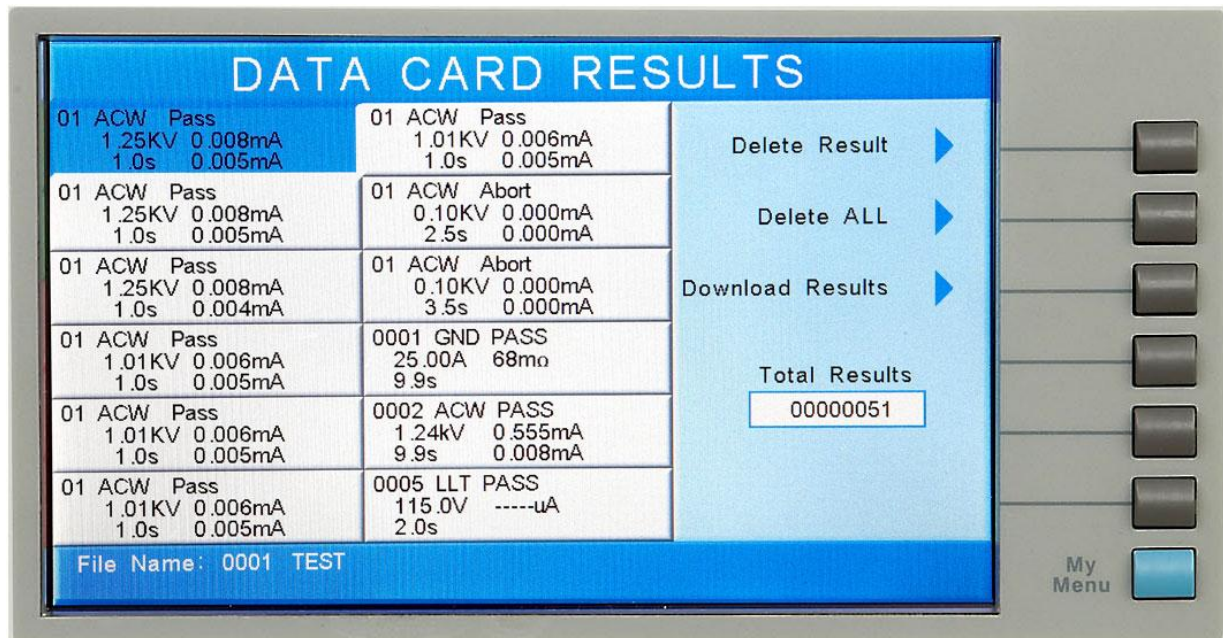 DATA CARD RESULTS
01 ACW Pass
1.25KV 0.008mA
1.0s 0.005mA
01 ACW Pass
1.25KV 0.008mA
1.0s 0.005mA
01 ACW Pass
1.25KV 0.008mA
1.0s 0.004mA
01 ACW Pass
1.01KV 0.006mA
1.0s 0.005mA
01 ACW Pass
1.01KV 0.006mA
1.0s 0.005mA
01 ACW Pass
1.01KV 0.006mA
1.0s 0.005mA
01 ACW Pass
1.01KV 0.006mA
1.0s 0.005mA
01 ACW Abort
0.10KV 0.000mA
2.5s 0.000mA
01 ACW Abort
0.10KV 0.000mA
3.5s 0.000mA
0001 GND PASS
25.00A 68mΩ
9.9s
0002 ACW PASS
1.24kV 0.555mA
9.9s 0.008mA
0005 LLT PASS
115.0V -----uA
2.0s
Delete Result
Delete ALL
Download Results
Total Results
00000051
File Name: 0001 TEST
My
Menu